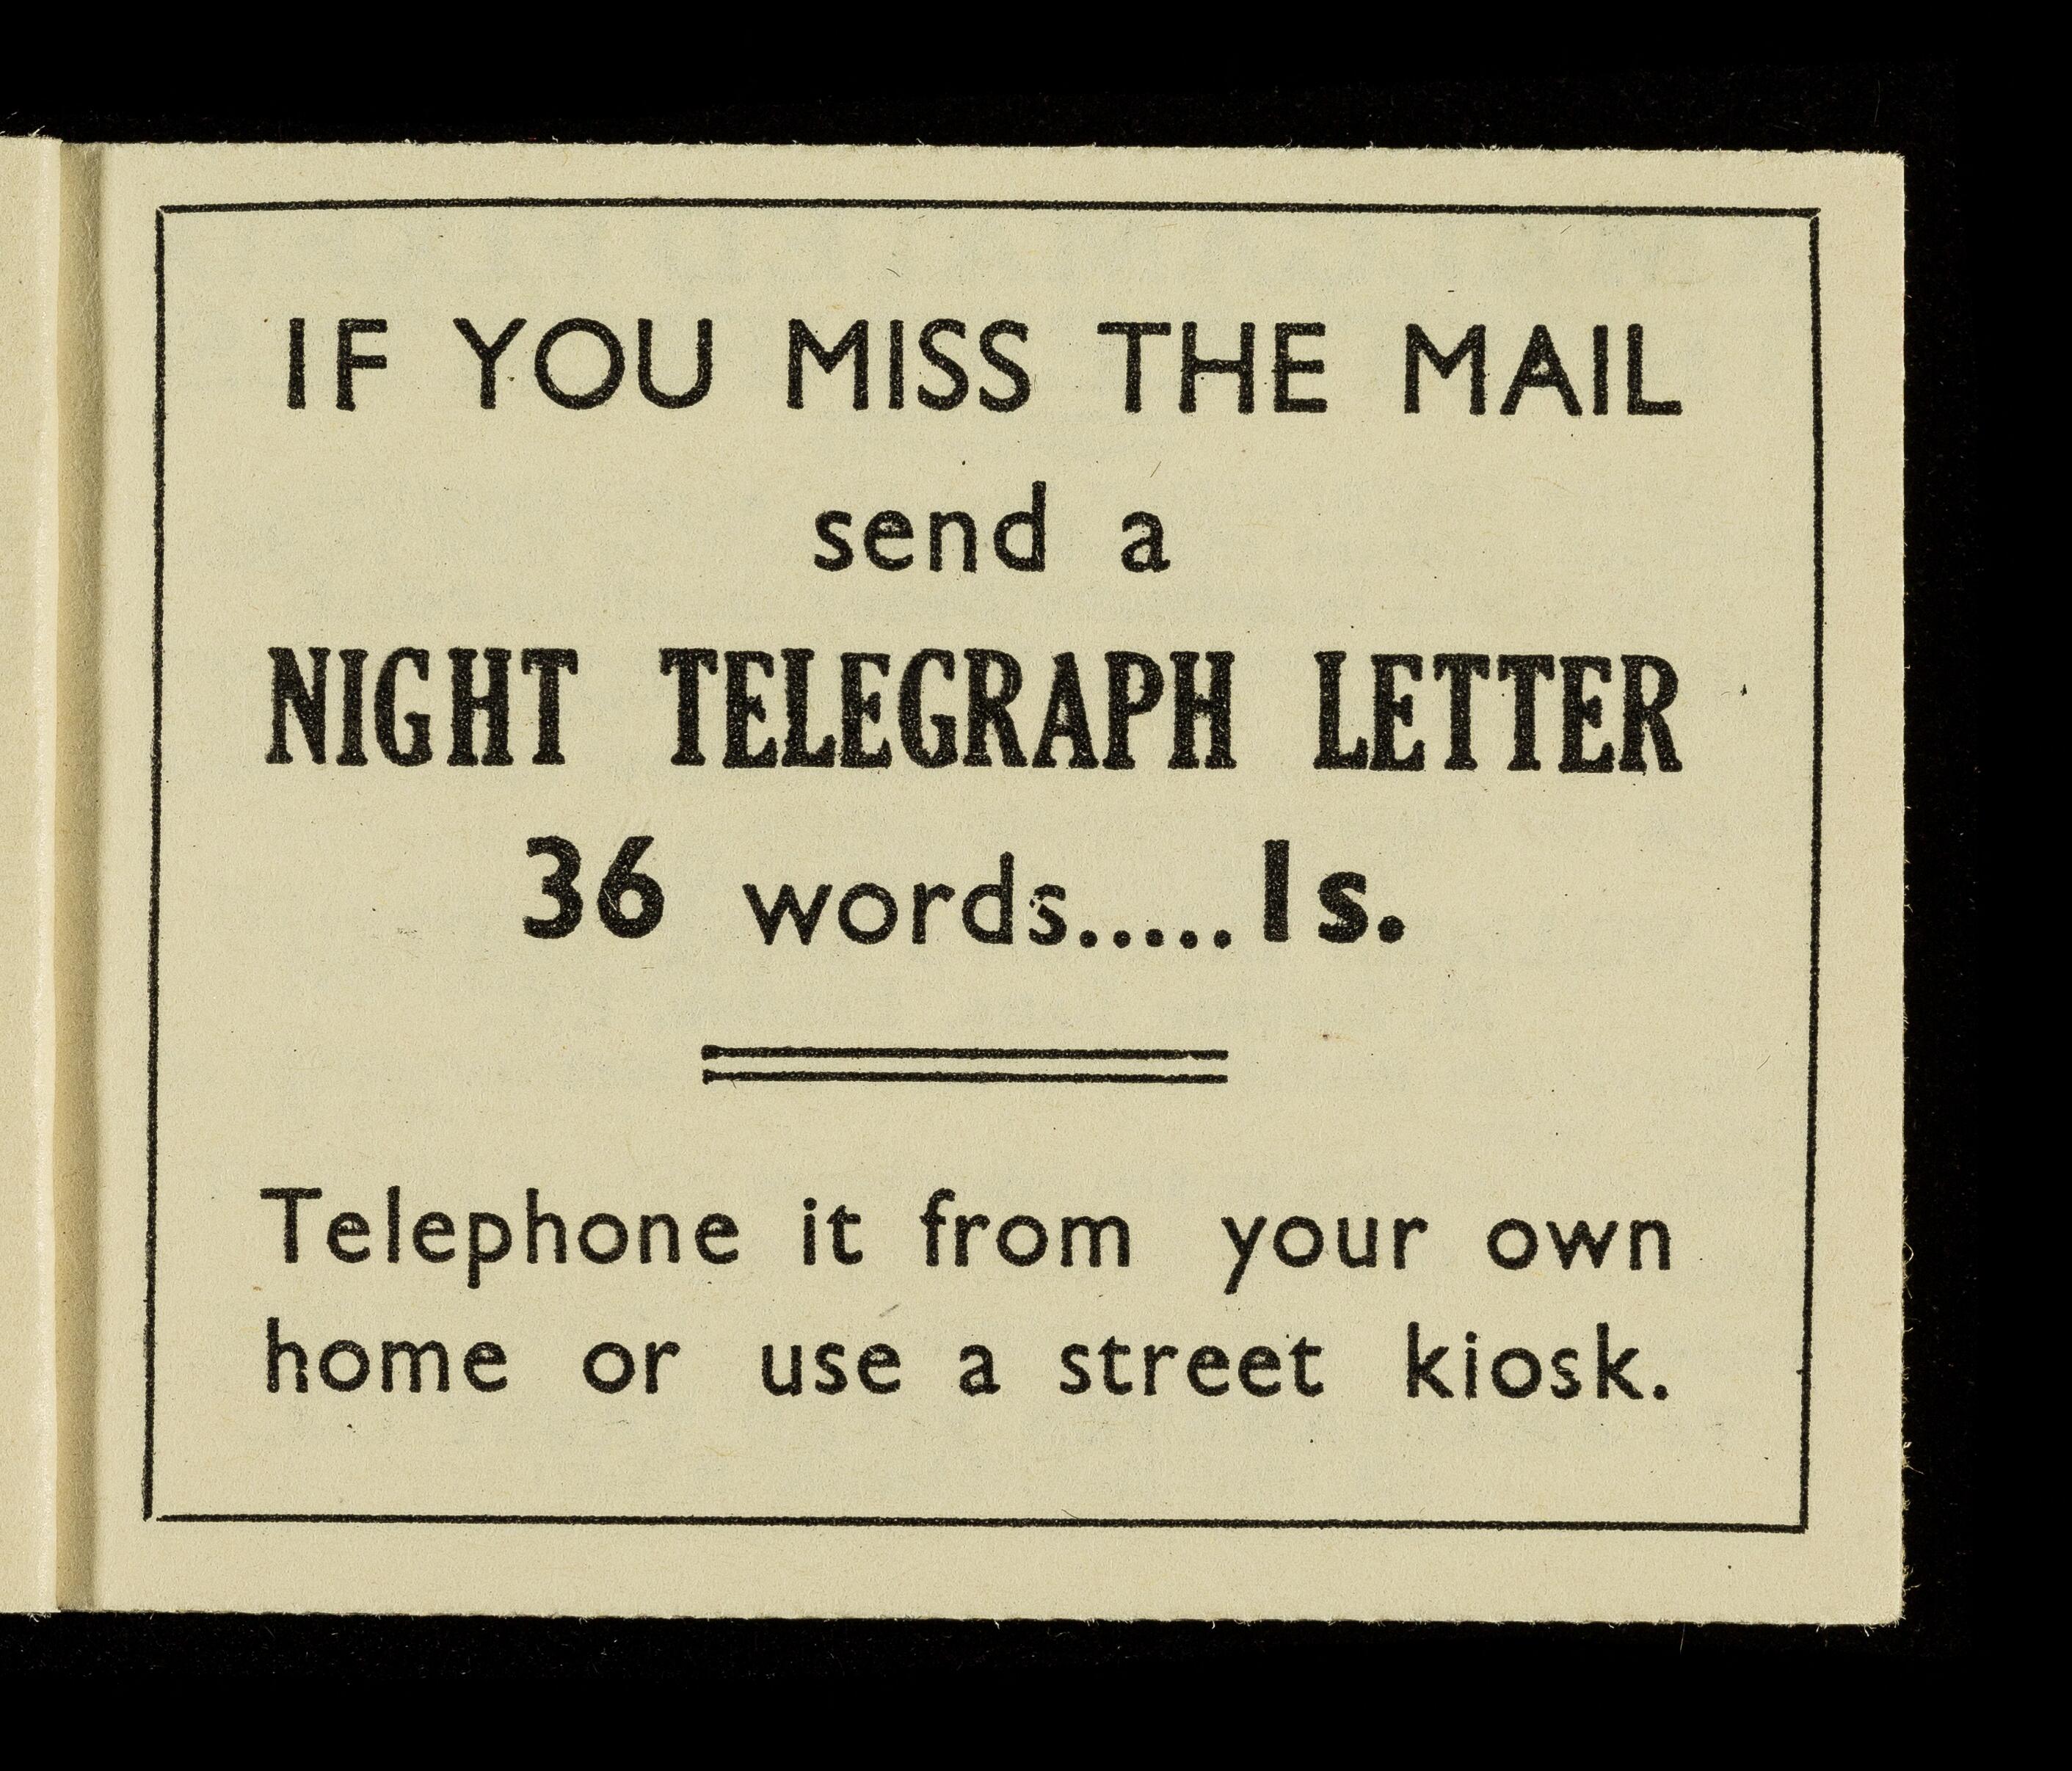 IF YOU MISS THE MAIL
send a
NIGHT TELEGRAPH LETTER
36 words.....1s.
Telephone it from your own
home or use a street kiosk.